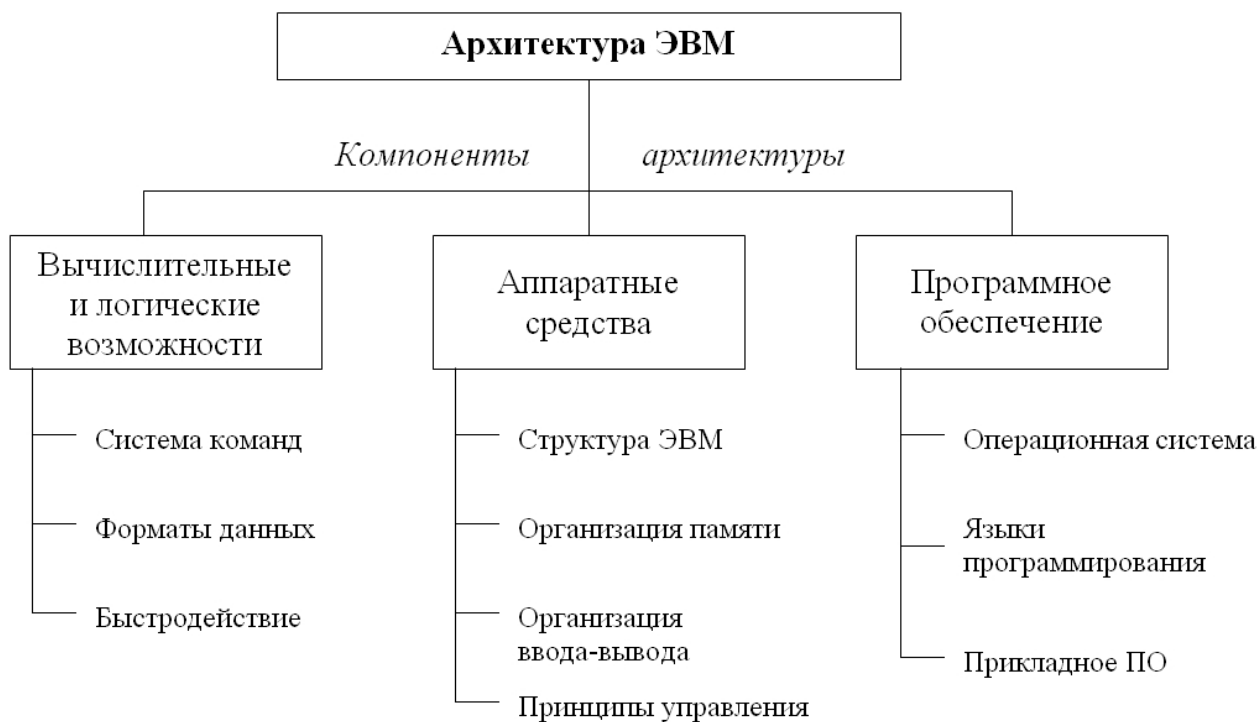 Архитектура ЭВМ
Компоненты архитектуры
Вычислительные
и логические
возможности
Система команд
Форматы данных
Быстродействие
Аппаратные
средства
Структура ЭВМ
Организация памяти
Организация
ввода-вывода
Принципы управления
Программное
обеспечение
Операционная система
Языки
программирования
Прикладное ПО